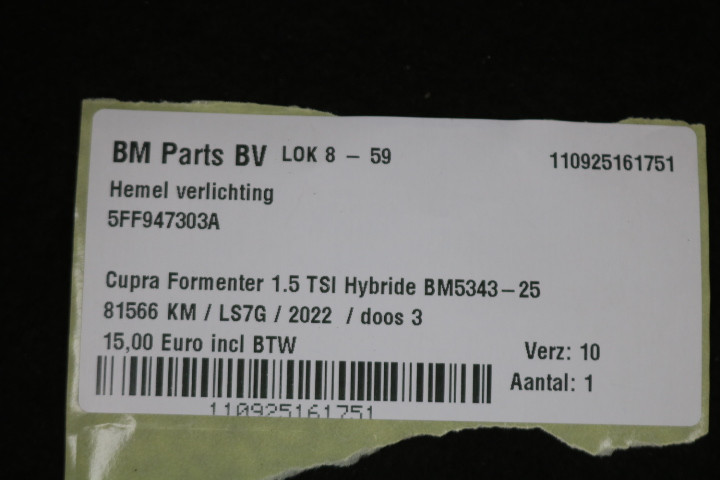 BM Parts BV LOK 8 – 59 110925161751
Hemel verlichting
5FF947303A
Cupra Formenter 1.5 TSI Hybride BM5343–25
81566 KM / LS7G / 2022 / doos 3
15,00 Euro incl BTW Verz: 10
Aantal: 1
110925161751